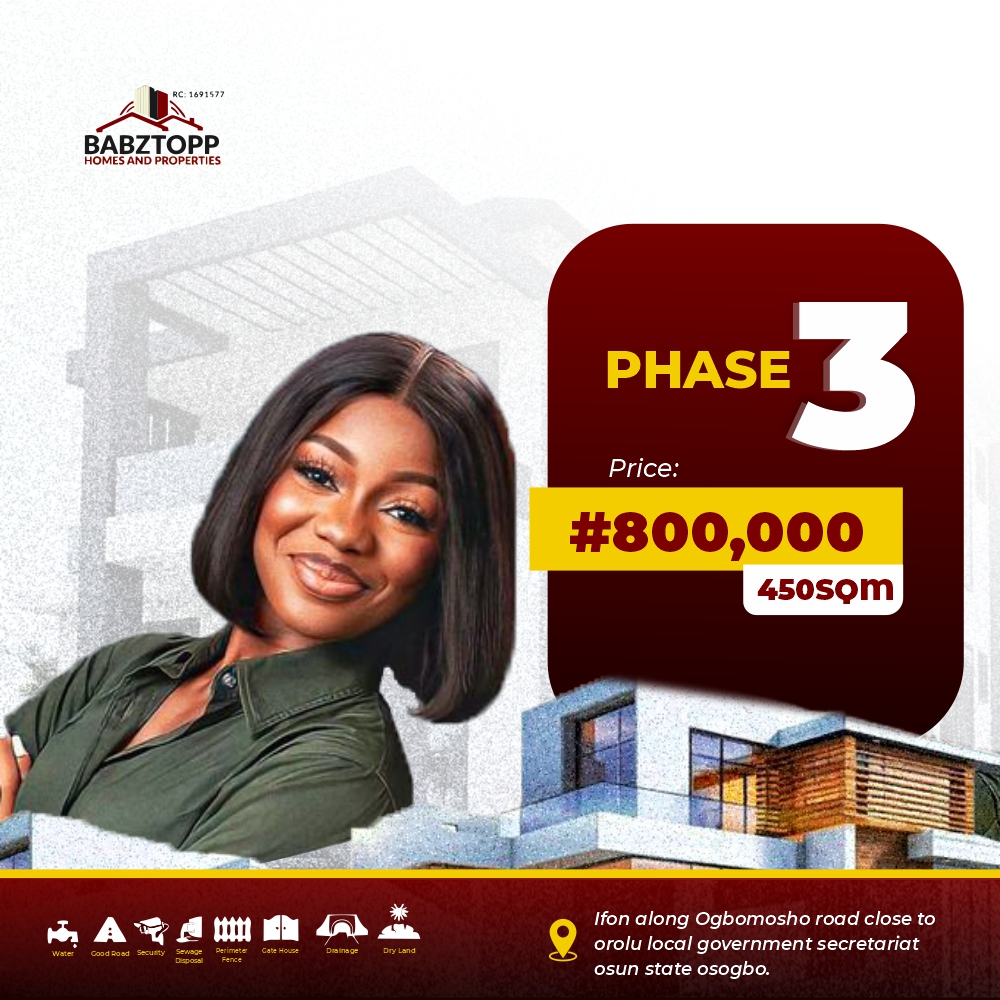 RC: 1691577
BABZTOPP
HOMES AND PROPERTIES
PHASE 3
Price:
#800,000
450SQm
Water
Good Road
Security
Sewage
Disposal
Perimeter
Fence
Gate House
Drainage
Dry Land
Ifon along Ogbomosho road close to
orolu local government secretariat
osun state osogbo.